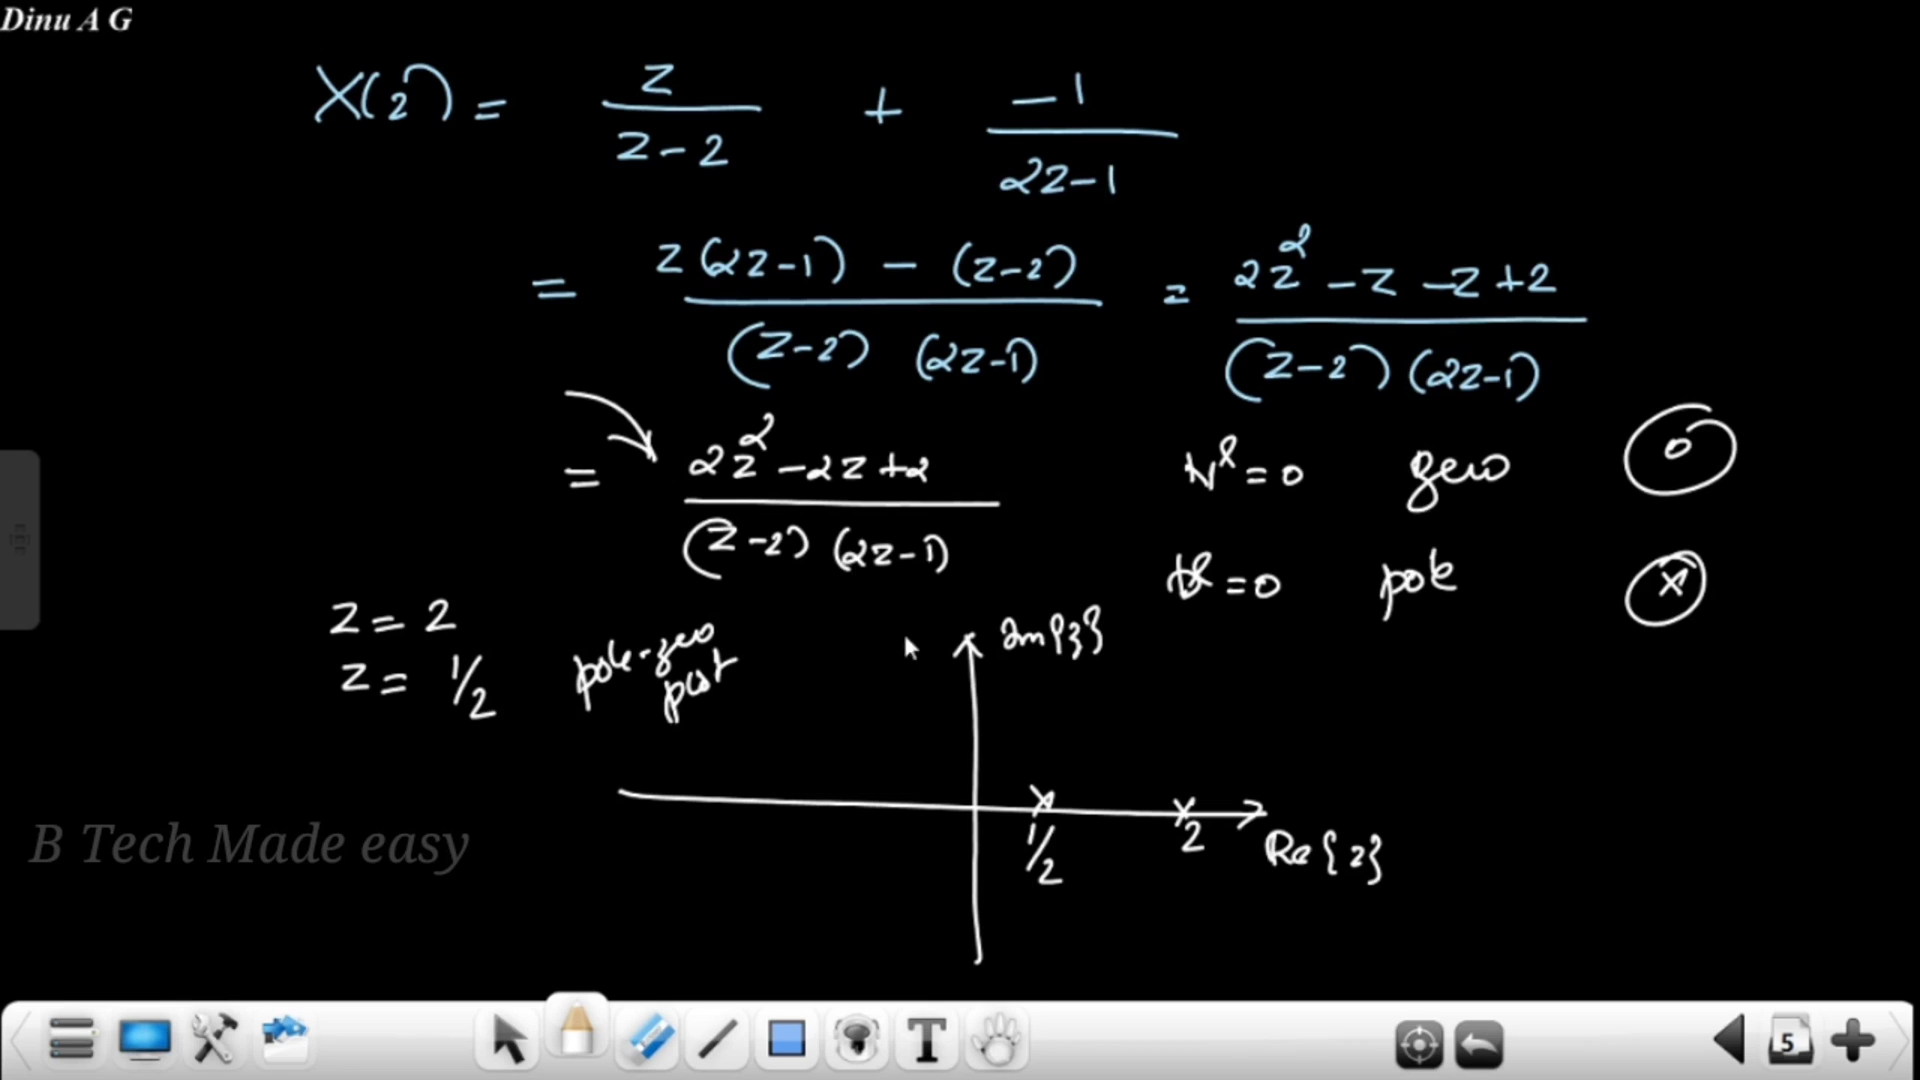 Dinu A G
X(z) = z/(z-2) + -1/(2z-1)
= z(2z-1) - (z-2) / (z-2) (2z-1) = 2z² - z - z + 2 / (z-2) (2z-1)
= 2z² - 2z + 2 / (z-2) (2z-1)
Nr = 0 zero o
Dr = 0 pole x
z = 2
z = 1/2
pole-zero
plot
Im{z}
x x
1/2 2
Re{z}
B Tech Made easy
T
5